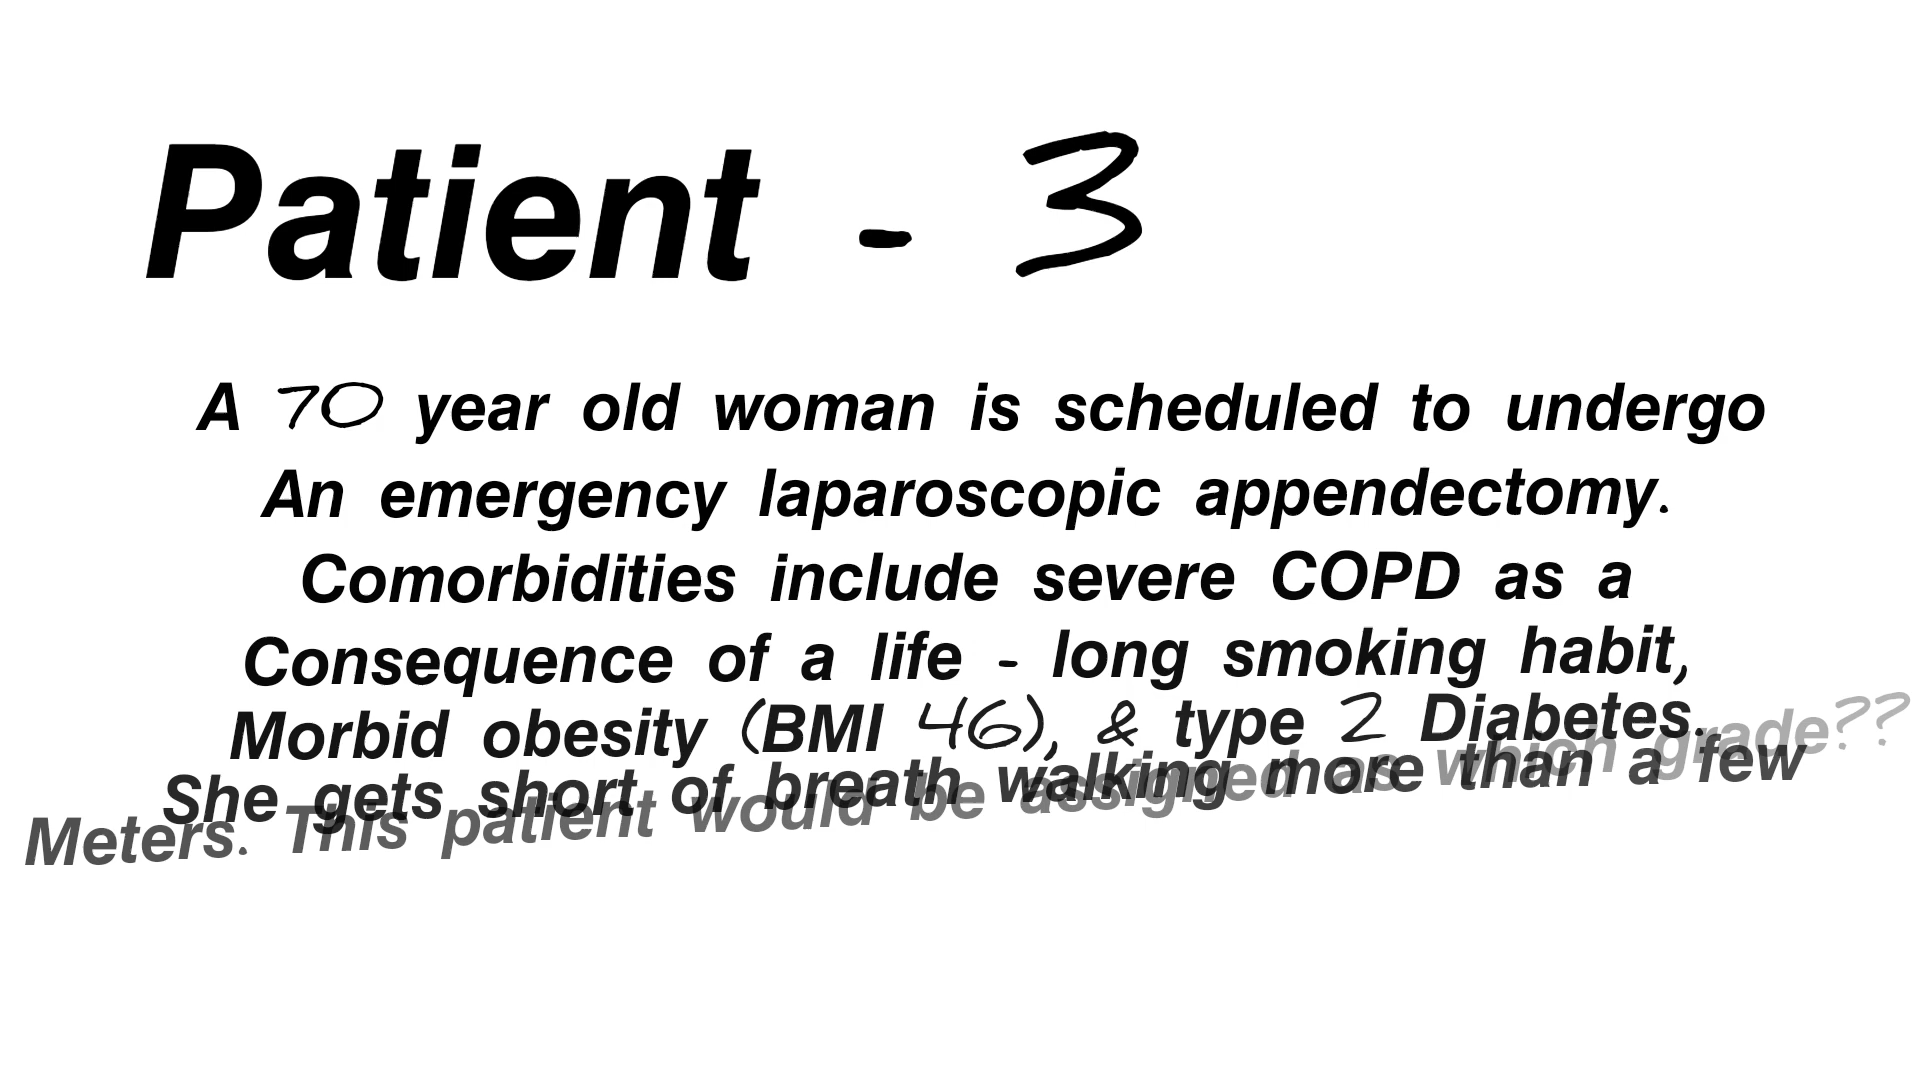 Patient - 3
A 70 year old woman is scheduled to undergo
An emergency laparoscopic appendectomy.
Comorbidities include severe COPD as a
Consequence of a life - long smoking habit,
Morbid obesity (BMI 46), & type 2 Diabetes.
She gets short of breath walking more than a few
Meters. This patient would be assigned as which grade??